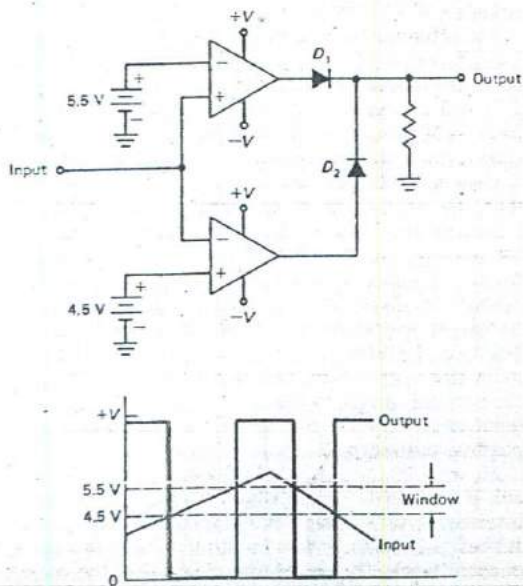 +V
5.5 V
+
−
−
+
−V
D₁
Output
Input
D₂
+V
−
+
−V
4.5 V
+
−
+V
Output
5.5 V
4.5 V
Window
Input
0